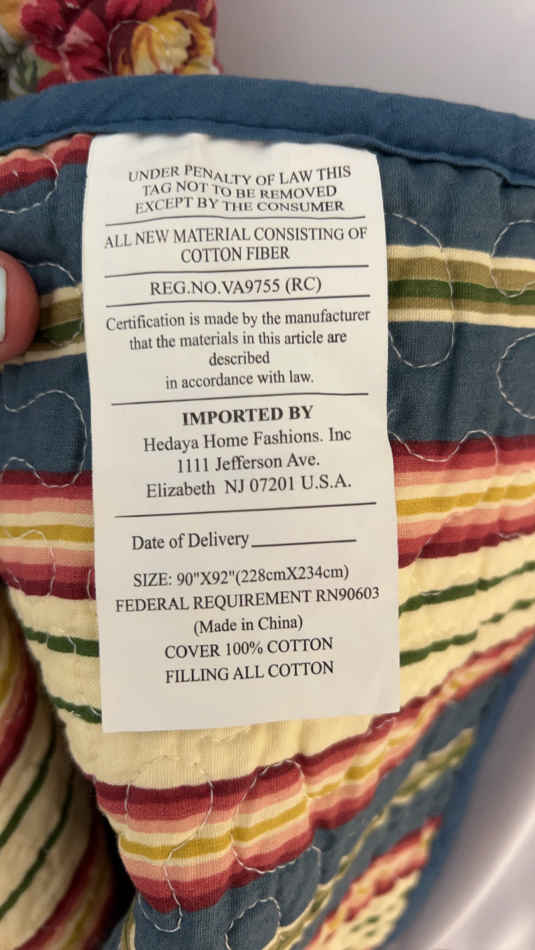 UNDER PENALTY OF LAW THIS
TAG NOT TO BE REMOVED
EXCEPT BY THE CONSUMER
ALL NEW MATERIAL CONSISTING OF
COTTON FIBER
REG.NO.VA9755 (RC)
Certification is made by the manufacturer
that the materials in this article are
described
in accordance with law.
IMPORTED BY
Hedaya Home Fashions. Inc
1111 Jefferson Ave.
Elizabeth NJ 07201 U.S.A.
Date of Delivery
SIZE: 90"X92"(228cmX234cm)
FEDERAL REQUIREMENT RN90603
(Made in China)
COVER 100% COTTON
FILLING ALL COTTON